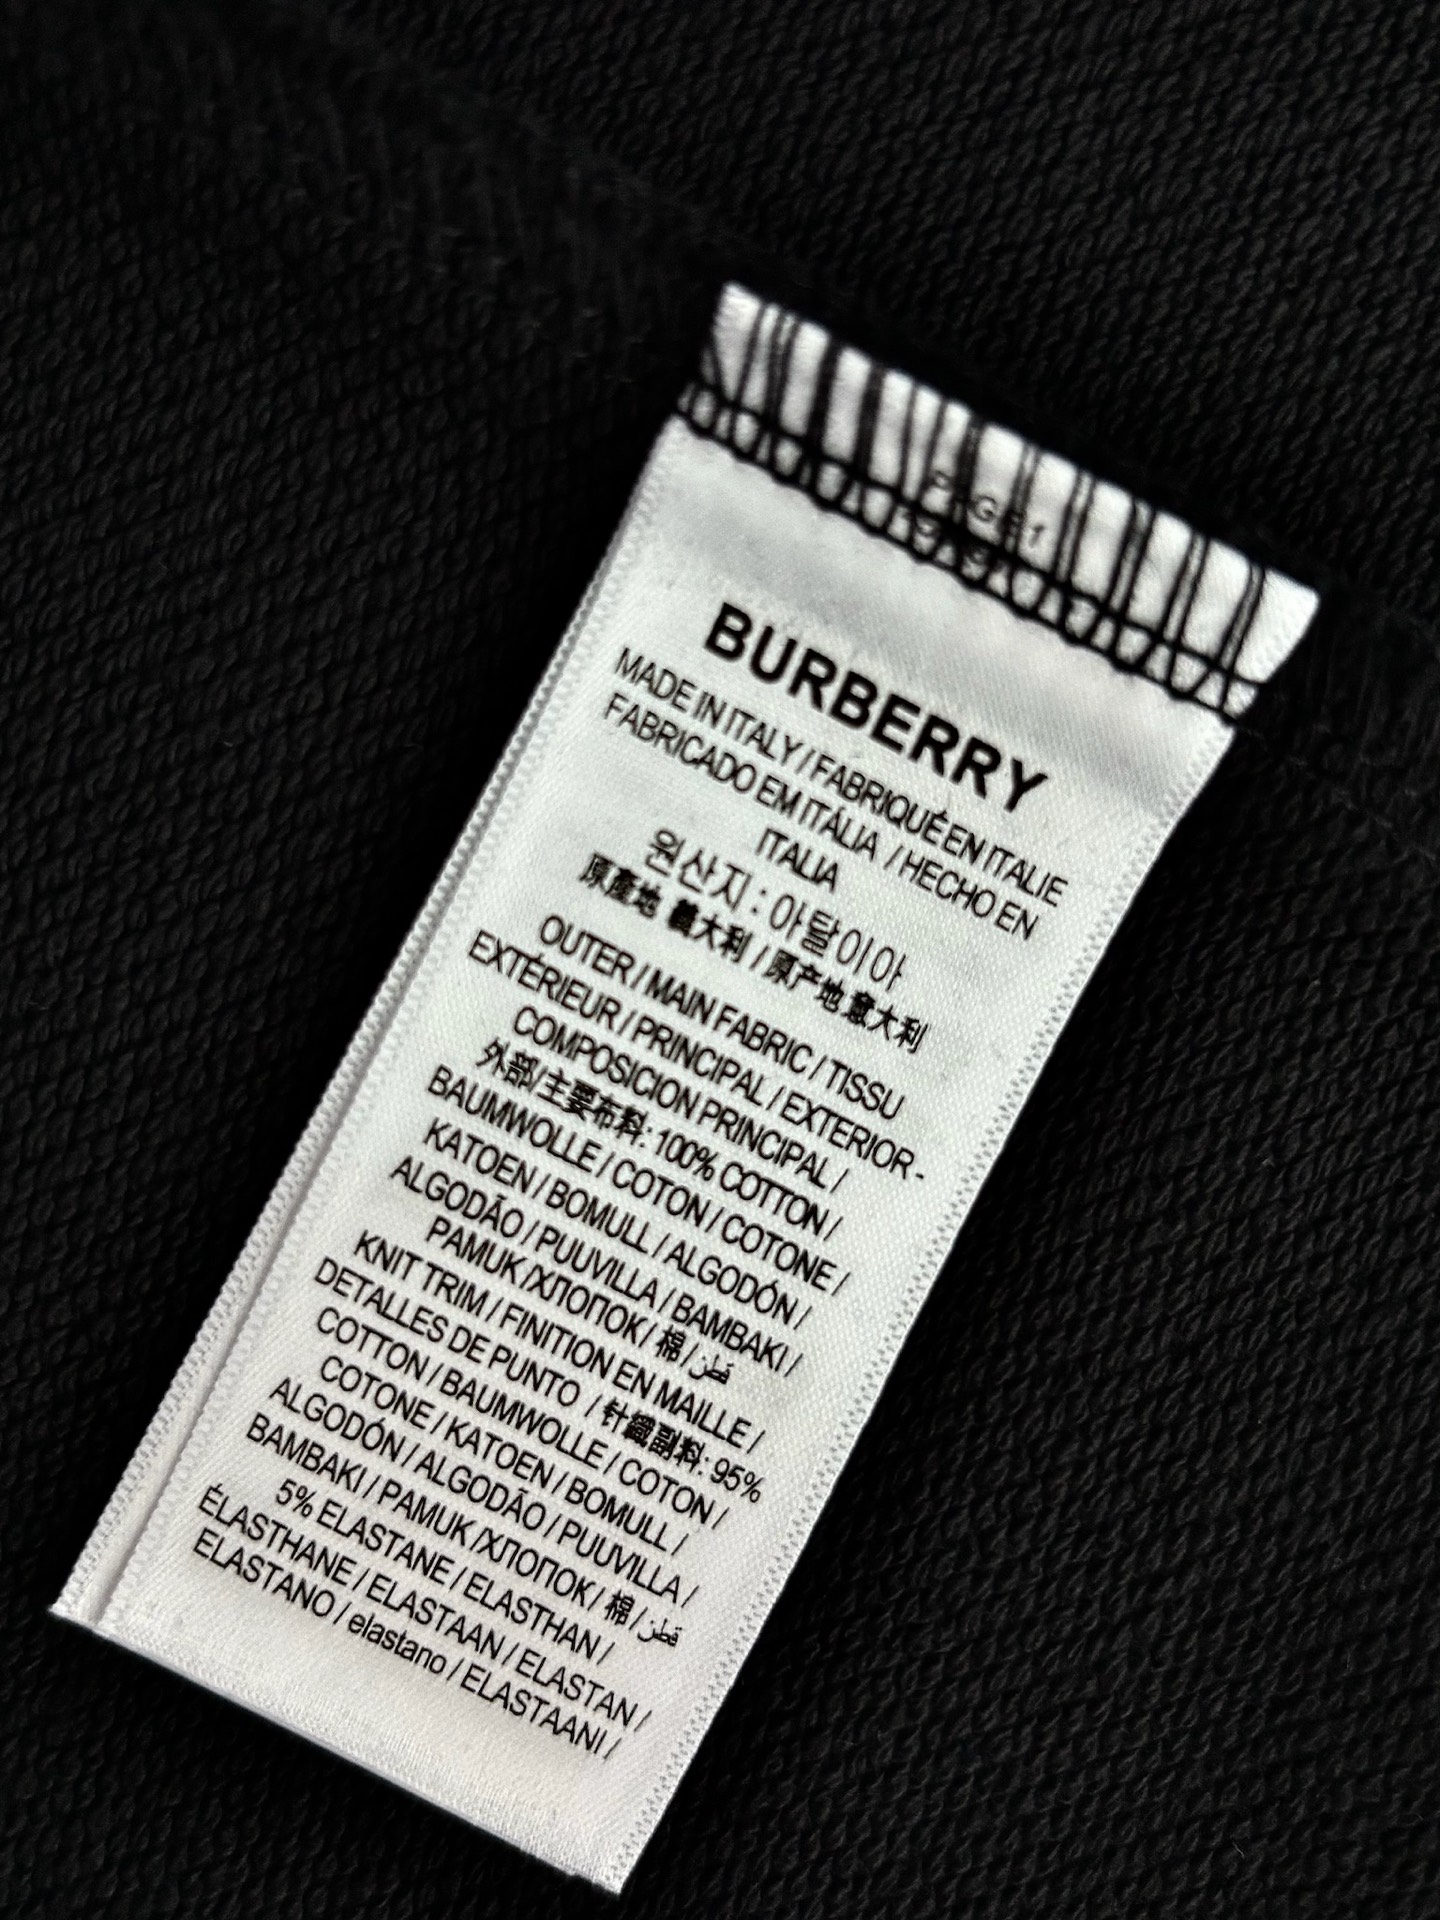 PAGE 1
BURBERRY
MADE IN ITALY / FABRIQUÉ EN ITALIE
FABRICADO EM ITÁLIA / HECHO EN
ITALIA
원산지 : 이탈리아
原產地 義大利 / 原产地 意大利
OUTER / MAIN FABRIC / TISSU
EXTÉRIEUR / PRINCIPAL / EXTERIOR -
COMPOSICION PRINCIPAL /
外部/主要布料: 100% COTTON /
BAUMWOLLE / COTON / COTONE /
KATOEN / BOMULL / ALGODÓN /
ALGODÃO / PUUVILLA / BAMBAKI /
PAMUK /ХЛОПОК/ 棉 / قطن
KNIT TRIM / FINITION EN MAILLE /
DETALLES DE PUNTO / 针織副料: 95%
COTTON / BAUMWOLLE / COTON /
COTONE / KATOEN / BOMULL /
ALGODÓN / ALGODÃO / PUUVILLA /
BAMBAKI / PAMUK /ХЛОПОК/ 棉 / قطن
5% ELASTANE / ELASTHAN /
ÉLASTHANE / ELASTAAN / ELASTAN /
ELASTANO / elastano / ELASTAANI /